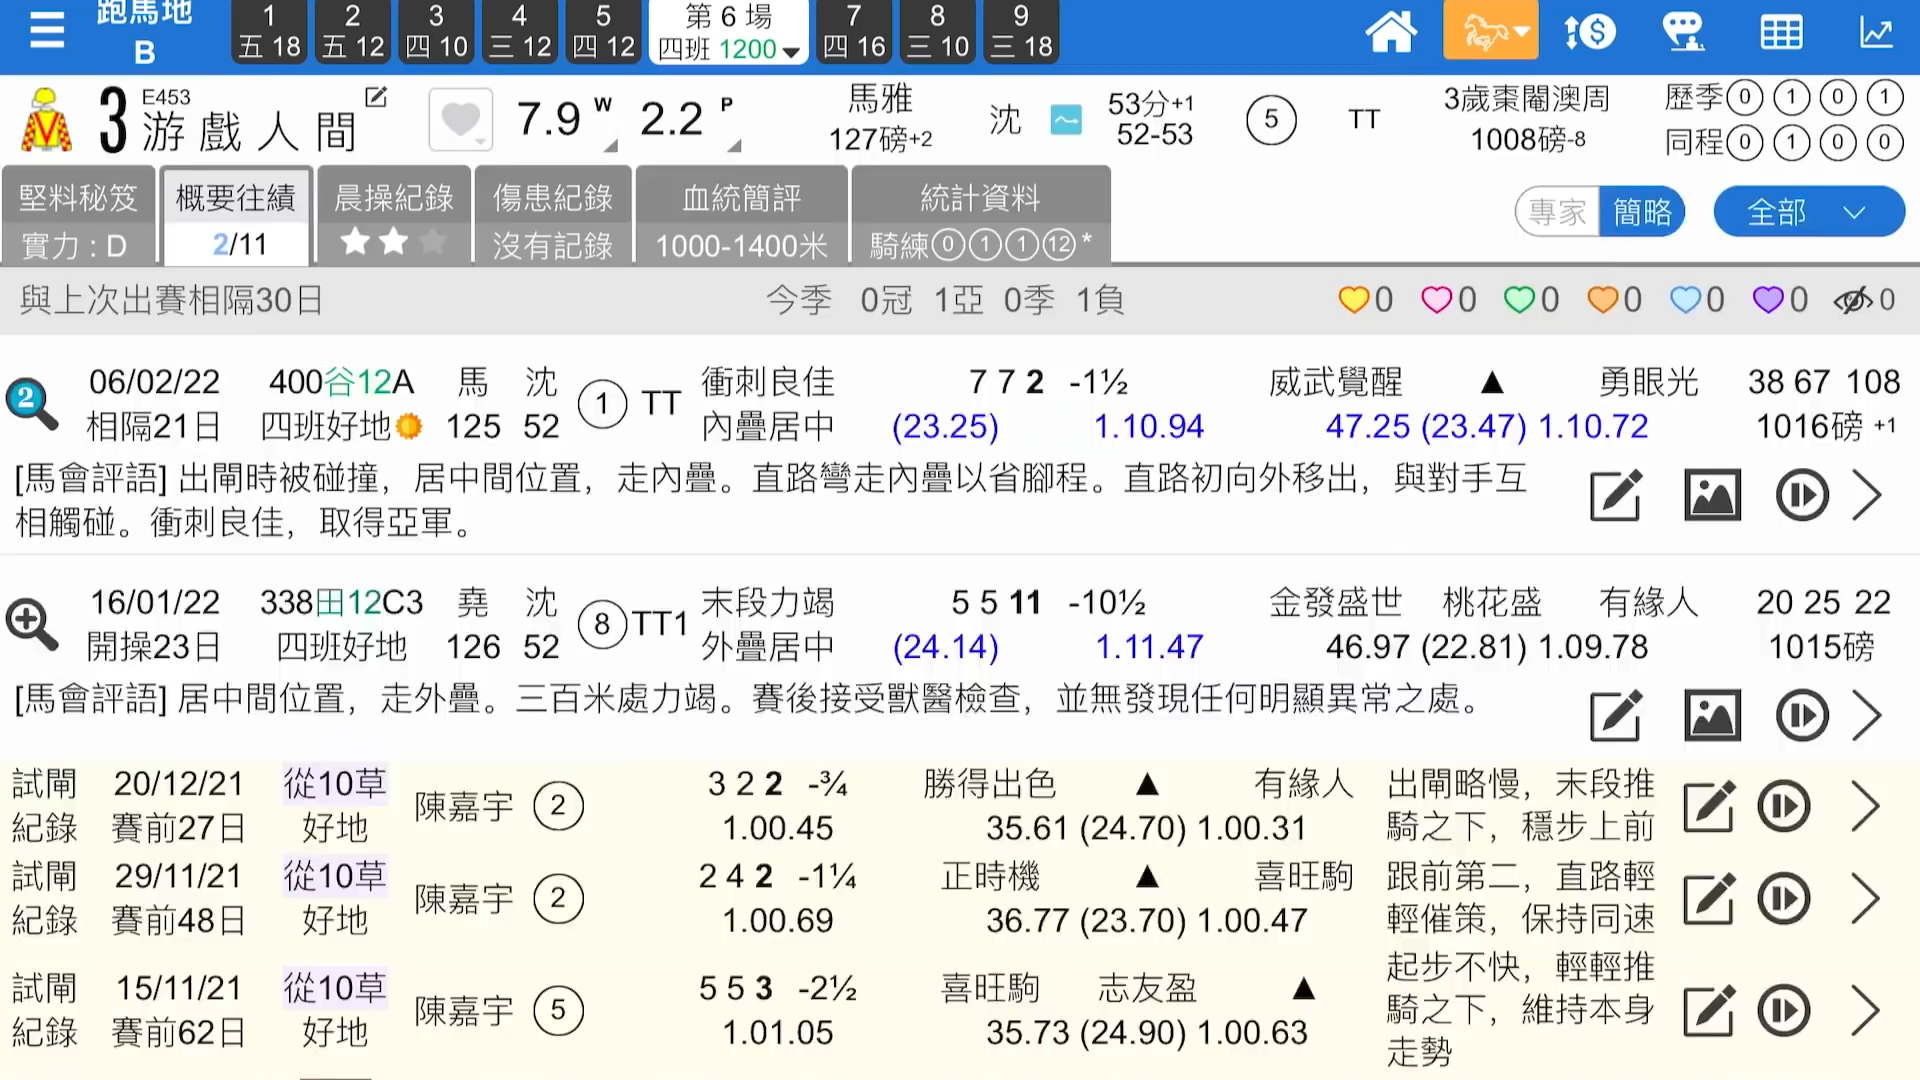 跑馬地 B
1 五 18
2 五 12
3 四 10
4 三 12
5 四 12
第 6 場 四班 1200
7 四 16
8 三 10
9 三 18
3 E453 游戲人間
7.9 W 2.2 P
馬雅 127磅+2
沈
53分+1 52-53
5 TT
3歲棗閹澳周 1008磅-8
歷季 0 1 0 1
同程 0 1 0 0
堅料秘笈 實力 : D
概要往績 2/11
晨操紀錄
傷患紀錄 沒有記錄
血統簡評 1000-1400米
統計資料 騎練 0 1 1 12 *
專家 簡略 全部
與上次出賽相隔30日 今季 0冠 1亞 0季 1負 0 0 0 0 0 0 0
2 06/02/22 400谷12A 馬 沈 1 TT 衝刺良佳 7 7 2 -1½ 威武覺醒 ▲ 勇眼光 38 67 108
相隔21日 四班好地 125 52 內疊居中 (23.25) 1.10.94 47.25 (23.47) 1.10.72 1016磅 +1
[馬會評語] 出閘時被碰撞，居中間位置，走內疊。直路彎走內疊以省腳程。直路初向外移出，與對手互
相觸碰。衝刺良佳，取得亞軍。
16/01/22 338田12C3 堯 沈 8 TT1 末段力竭 5 5 11 -10½ 金發盛世 桃花盛 有緣人 20 25 22
開操23日 四班好地 126 52 外疊居中 (24.14) 1.11.47 46.97 (22.81) 1.09.78 1015磅
[馬會評語] 居中間位置，走外疊。三百米處力竭。賽後接受獸醫檢查，並無發現任何明顯異常之處。
試閘 20/12/21 從10草 陳嘉宇 2 3 2 2 -¾ 勝得出色 ▲ 有緣人 出閘略慢，末段推
紀錄 賽前27日 好地 1.00.45 35.61 (24.70) 1.00.31 騎之下，穩步上前
試閘 29/11/21 從10草 陳嘉宇 2 2 4 2 -1¼ 正時機 ▲ 喜旺駒 跟前第二，直路輕
紀錄 賽前48日 好地 1.00.69 36.77 (23.70) 1.00.47 輕催策，保持同速
試閘 15/11/21 從10草 陳嘉宇 5 5 5 3 -2½ 喜旺駒 志友盈 ▲ 起步不快，輕輕推
紀錄 賽前62日 好地 1.01.05 35.73 (24.90) 1.00.63 騎之下，維持本身
走勢